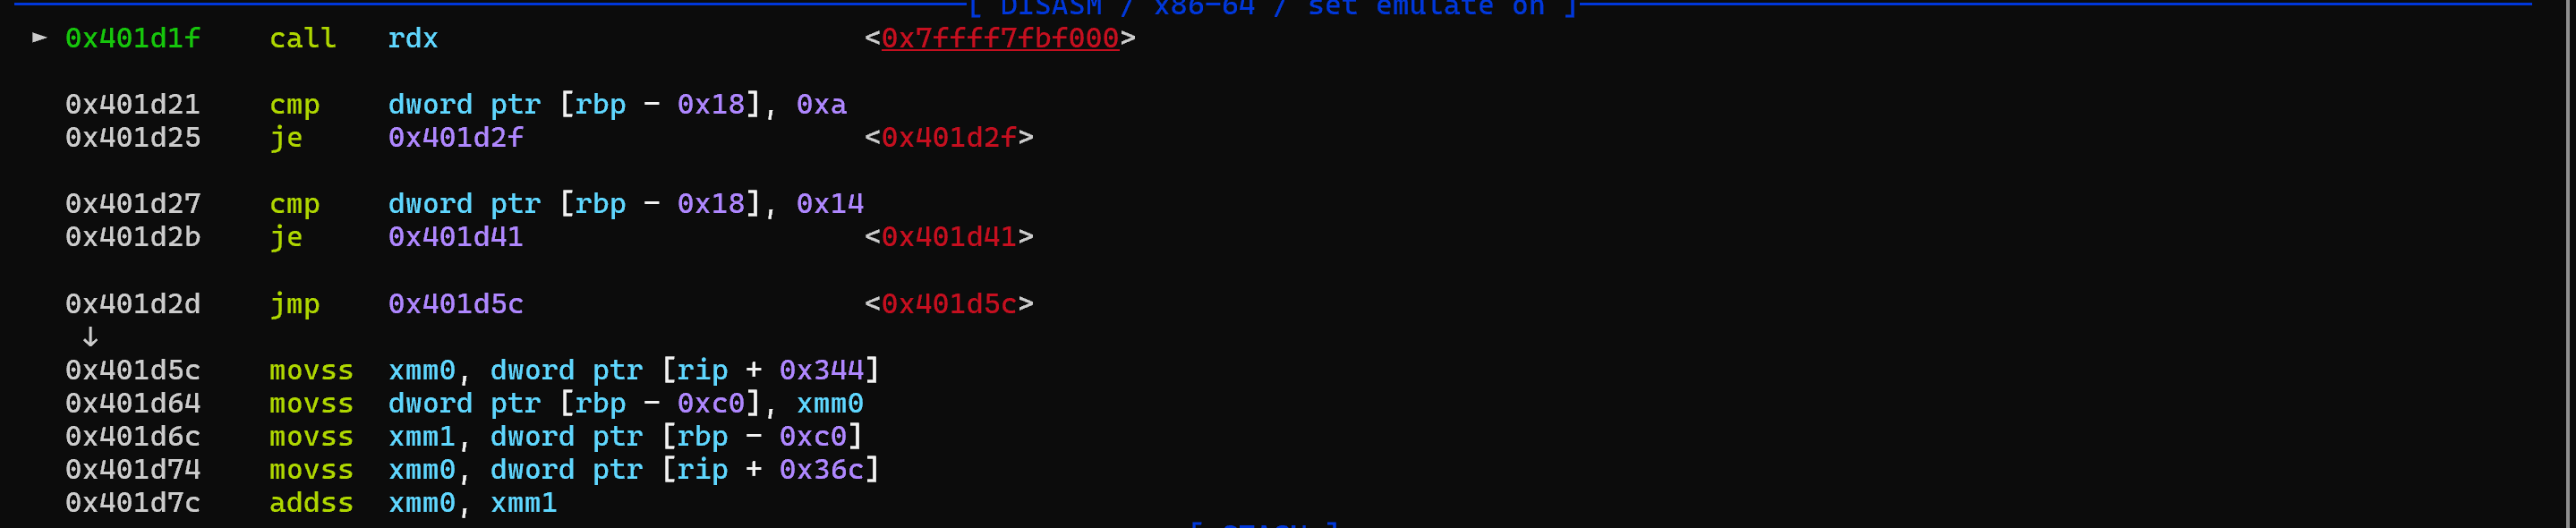 [ DISASM / x86-64 / set emulate on ]
► 0x401d1f    call   rdx                         <0x7ffff7fbf000>
0x401d21    cmp    dword ptr [rbp - 0x18], 0xa
0x401d25    je     0x401d2f                    <0x401d2f>
0x401d27    cmp    dword ptr [rbp - 0x18], 0x14
0x401d2b    je     0x401d41                    <0x401d41>
0x401d2d    jmp    0x401d5c                    <0x401d5c>
↓
0x401d5c    movss  xmm0, dword ptr [rip + 0x344]
0x401d64    movss  dword ptr [rbp - 0xc0], xmm0
0x401d6c    movss  xmm1, dword ptr [rbp - 0xc0]
0x401d74    movss  xmm0, dword ptr [rip + 0x36c]
0x401d7c    addss  xmm0, xmm1
[ STACK ]